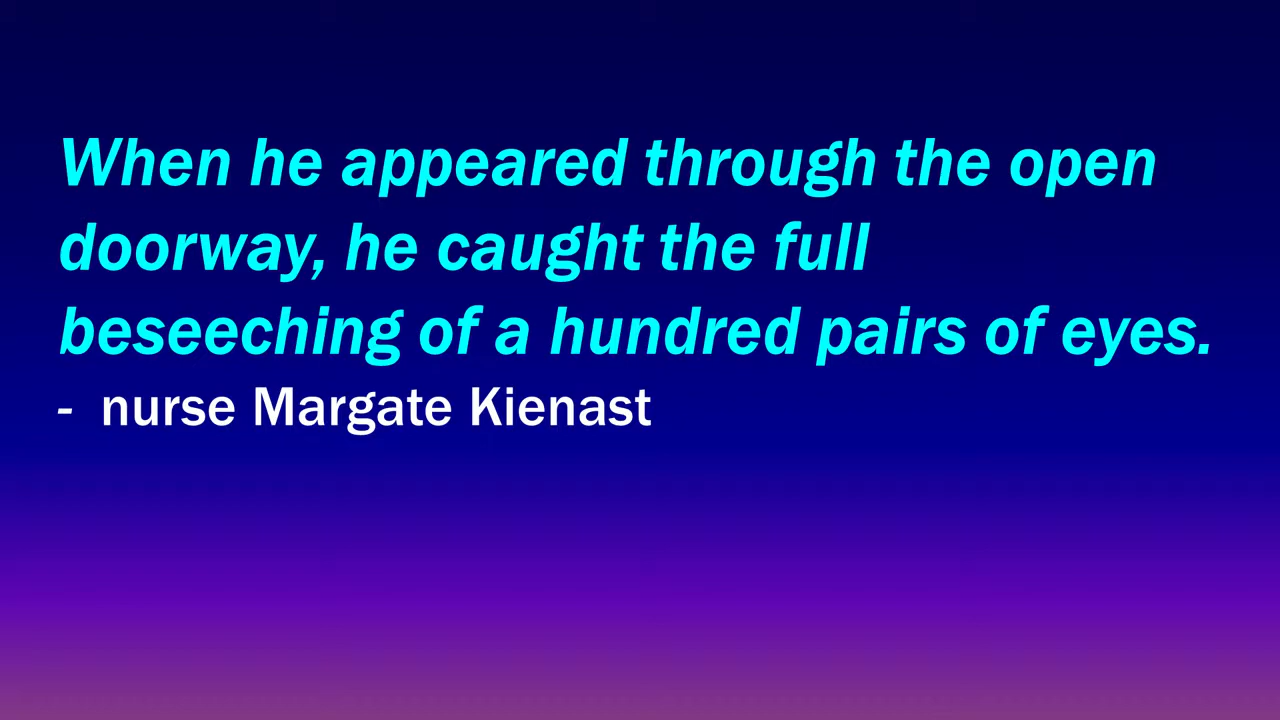 When he appeared through the open
doorway, he caught the full
beseeching of a hundred pairs of eyes.
- nurse Margate Kienast